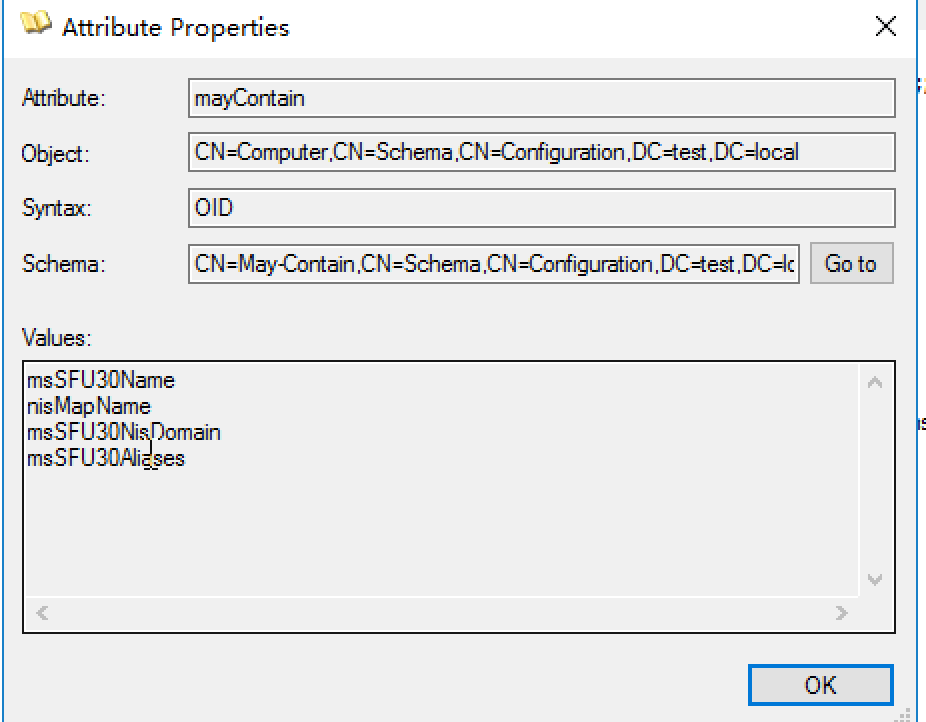 Attribute Properties
Attribute: mayContain
Object: CN=Computer,CN=Schema,CN=Configuration,DC=test,DC=local
Syntax: OID
Schema: CN=May-Contain,CN=Schema,CN=Configuration,DC=test,DC=lc Go to
Values:
msSFU30Name
nisMapName
msSFU30NisDomain
msSFU30Aliases
OK